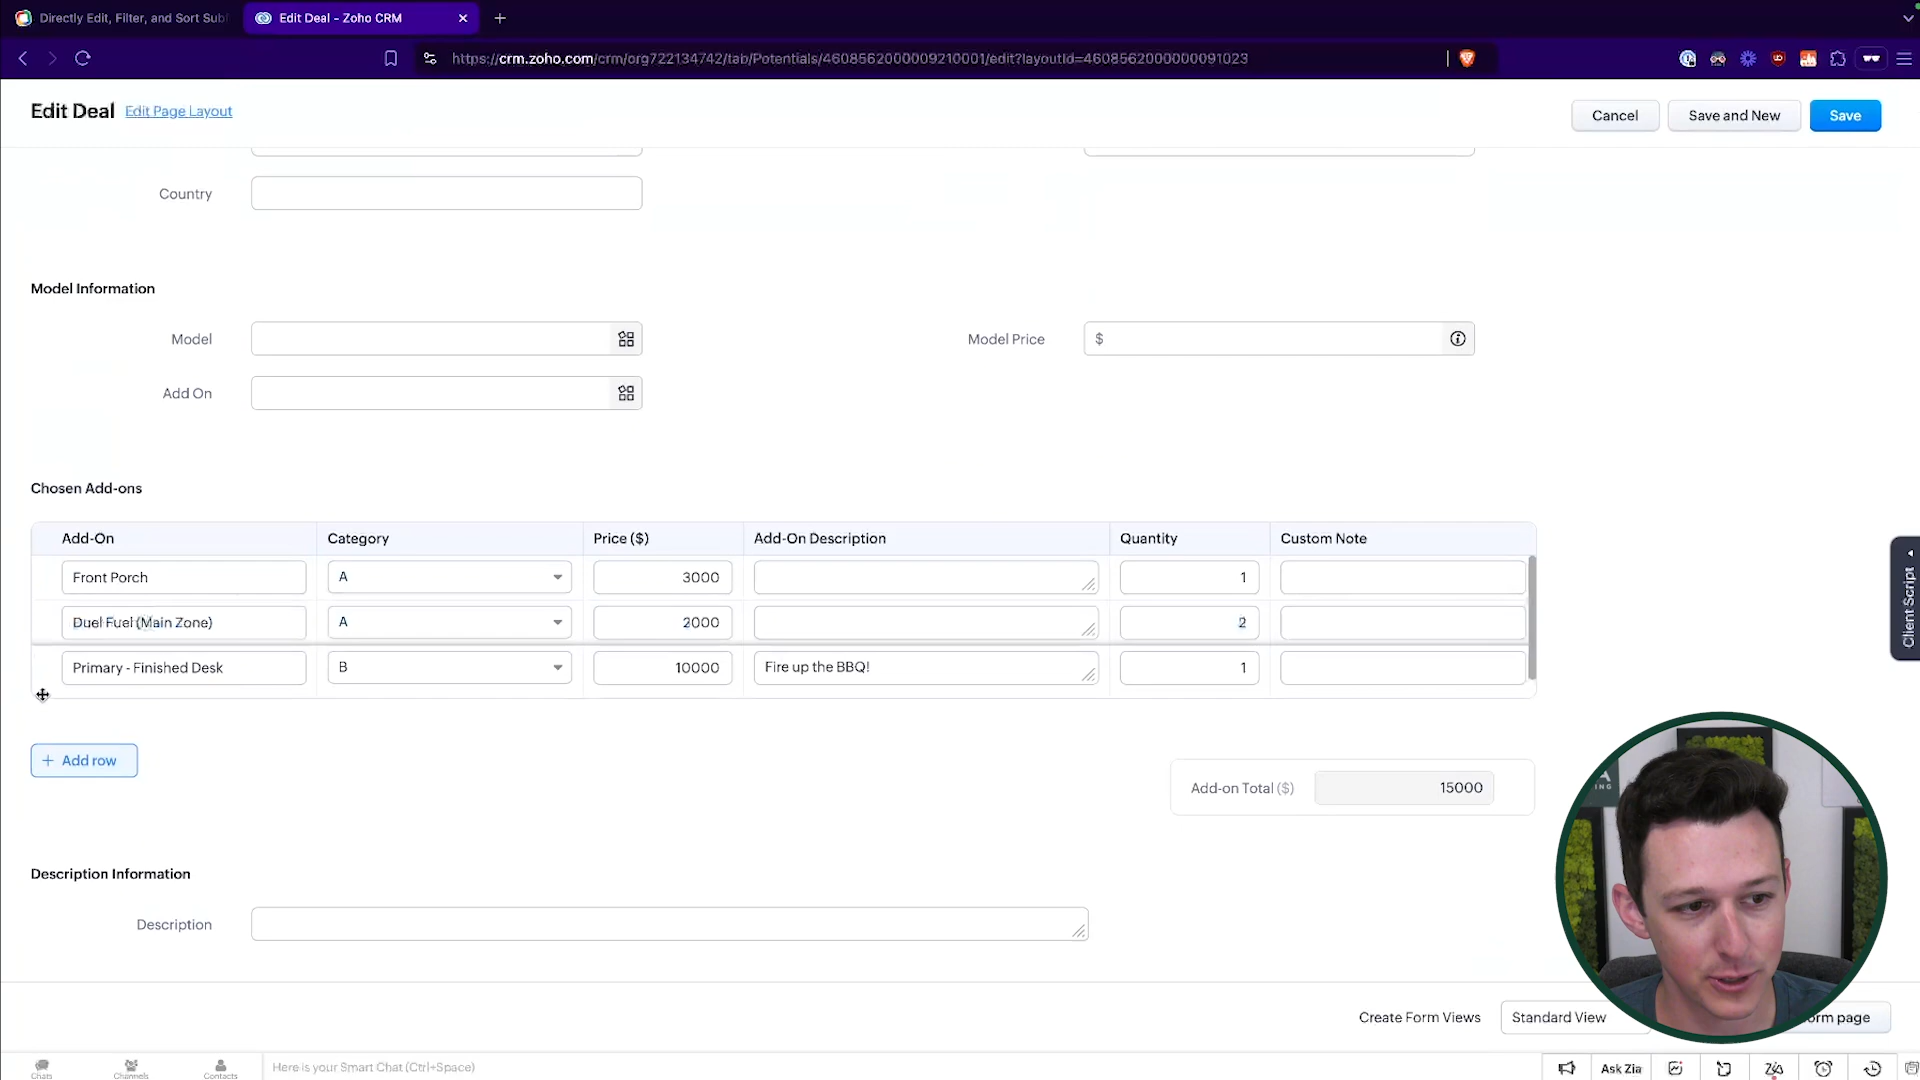 Directly Edit, Filter, and Sort Sub
Edit Deal - Zoho CRM
https://crm.zoho.com/crm/org722134742/tab/Potentials/4608562000009210001/edit?layoutId=4608562000000091023
Edit Deal Edit Page Layout
Cancel Save and New Save
Country
Model Information
Model Model Price $
Add On
Chosen Add-ons
Add-On Category Price ($) Add-On Description Quantity Custom Note
Front Porch A 3000 1
Duel Fuel (Main Zone) A 2000 2
Primary - Finished Desk B 10000 Fire up the BBQ! 1
+ Add row
Add-on Total ($) 15000
Client Script
Description Information
Description
Create Form Views Standard View orm page
Chats Channels Contacts Here is your Smart Chat (Ctrl+Space) Ask Zia